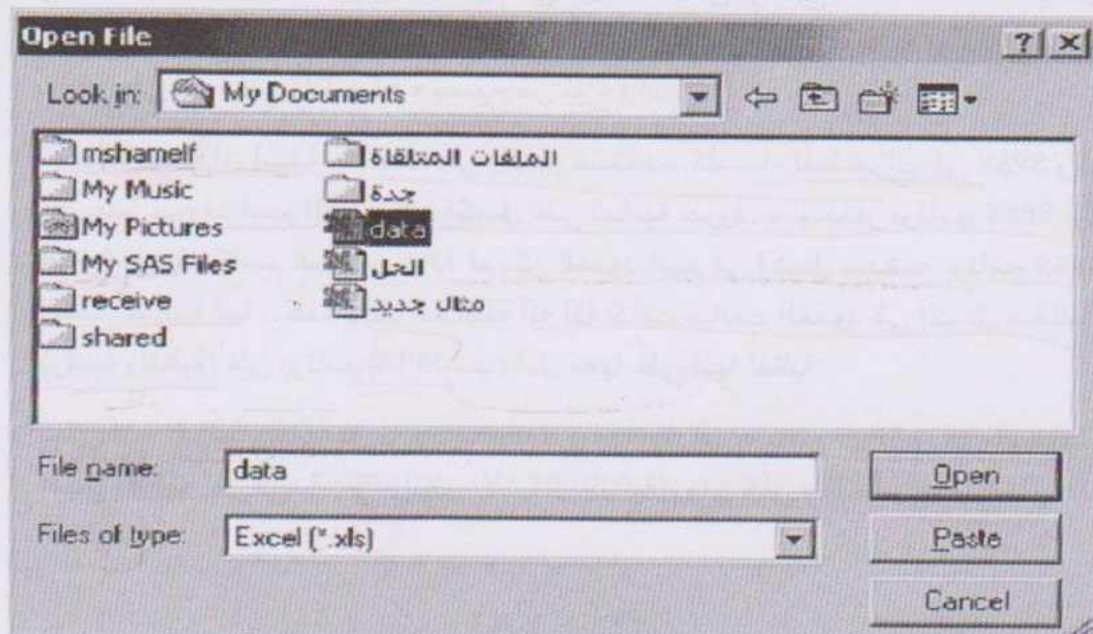 Open File
Look in: My Documents
mshamelf
My Music
My Pictures
My SAS Files
receive
shared
الملفات المتلقاة
جدة
data
الحل
مثال جديد
File name: data
Open
Files of type: Excel (*.xls)
Paste
Cancel